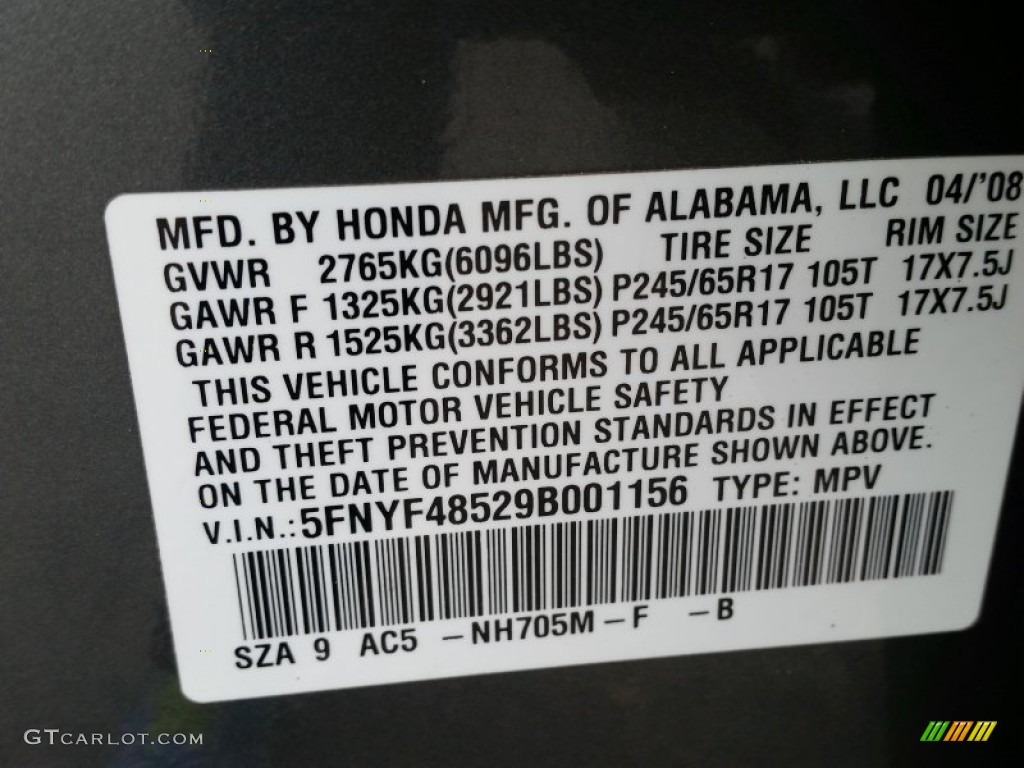 MFD. BY HONDA MFG. OF ALABAMA, LLC 04/'08
GVWR 2765KG(6096LBS) TIRE SIZE RIM SIZE
GAWR F 1325KG(2921LBS) P245/65R17 105T 17X7.5J
GAWR R 1525KG(3362LBS) P245/65R17 105T 17X7.5J
THIS VEHICLE CONFORMS TO ALL APPLICABLE
FEDERAL MOTOR VEHICLE SAFETY
AND THEFT PREVENTION STANDARDS IN EFFECT
ON THE DATE OF MANUFACTURE SHOWN ABOVE.
V.I.N.: 5FNYF48529B001156 TYPE: MPV
SZA 9 AC5 -NH705M-F -B
GTCARLOT.COM